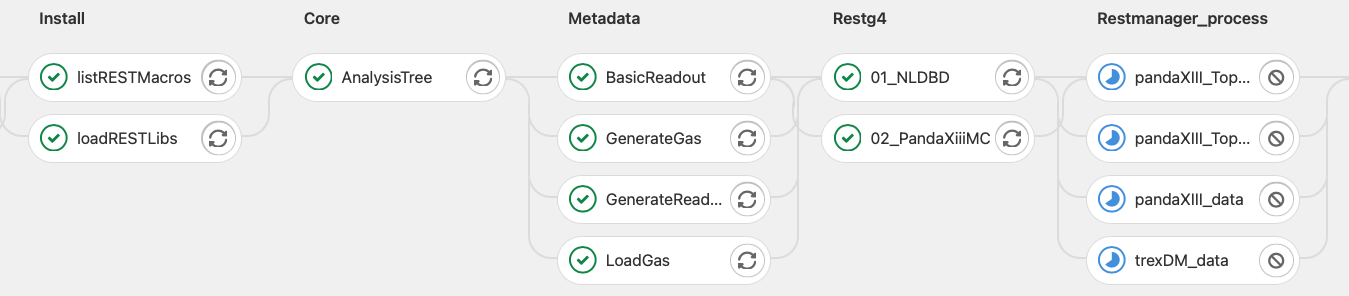 Install
Core
Metadata
Restg4
Restmanager_process
listRESTMacros
AnalysisTree
BasicReadout
01_NLDBD
pandaXIII_Top...
loadRESTLibs
GenerateGas
02_PandaXiiiMC
pandaXIII_Top...
GenerateRead...
pandaXIII_data
LoadGas
trexDM_data